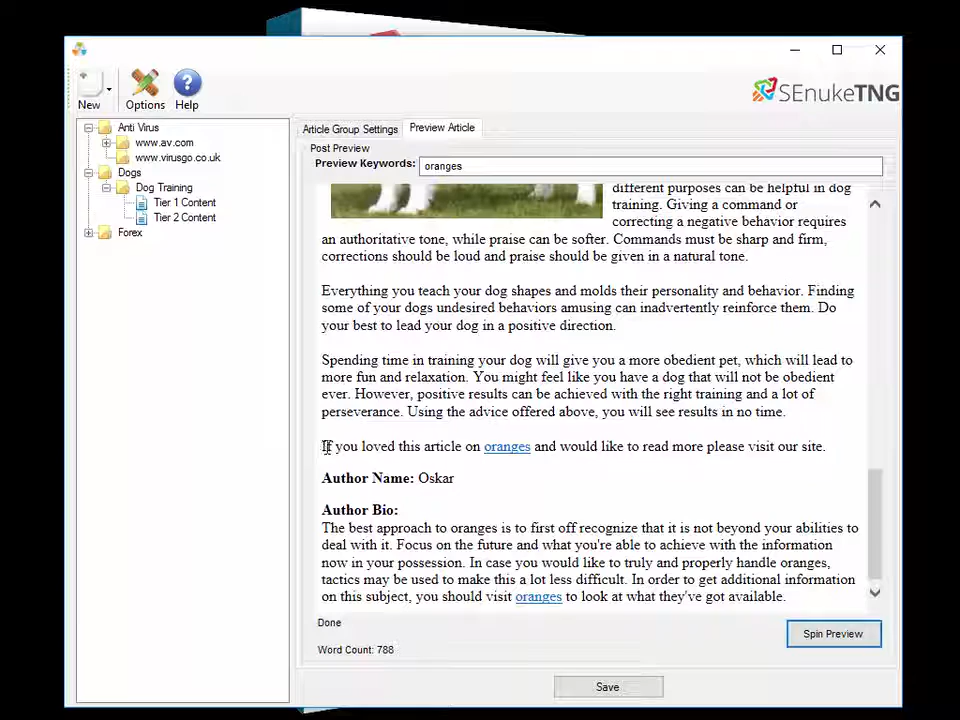 New
Options
Help
SEnukeTNG
Anti Virus
www.av.com
www.virusgo.co.uk
Dogs
Dog Training
Tier 1 Content
Tier 2 Content
Forex
Article Group Settings
Preview Article
Post Preview
Preview Keywords: oranges
different purposes can be helpful in dog
training. Giving a command or
correcting a negative behavior requires
an authoritative tone, while praise can be softer. Commands must be sharp and firm,
corrections should be loud and praise should be given in a natural tone.
Everything you teach your dog shapes and molds their personality and behavior. Finding
some of your dogs undesired behaviors amusing can inadvertently reinforce them. Do
your best to lead your dog in a positive direction.
Spending time in training your dog will give you a more obedient pet, which will lead to
more fun and relaxation. You might feel like you have a dog that will not be obedient
ever. However, positive results can be achieved with the right training and a lot of
perseverance. Using the advice offered above, you will see results in no time.
If you loved this article on oranges and would like to read more please visit our site.
Author Name: Oskar
Author Bio:
The best approach to oranges is to first off recognize that it is not beyond your abilities to
deal with it. Focus on the future and what you're able to achieve with the information
now in your possession. In case you would like to truly and properly handle oranges,
tactics may be used to make this a lot less difficult. In order to get additional information
on this subject, you should visit oranges to look at what they've got available.
Done
Spin Preview
Word Count: 788
Save